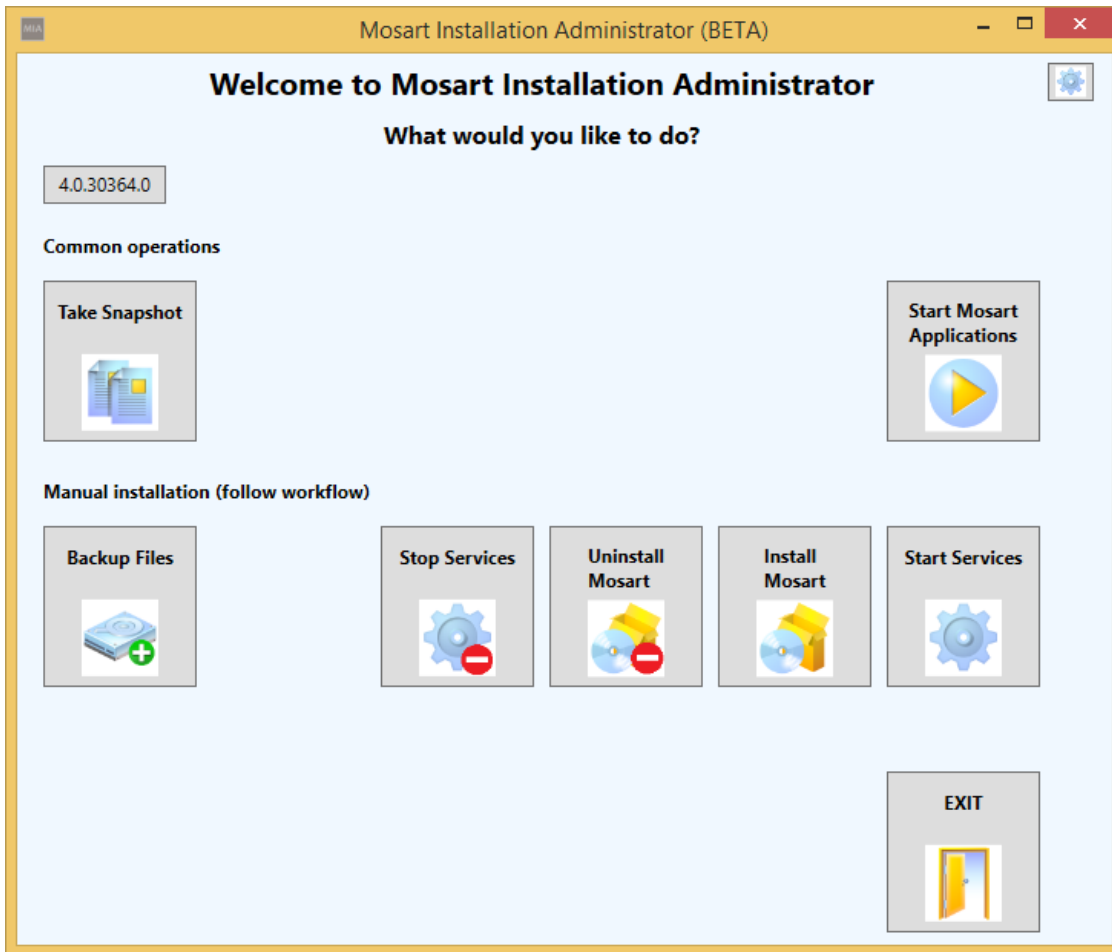 MIA
Mosart Installation Administrator (BETA)
Welcome to Mosart Installation Administrator
What would you like to do?
4.0.30364.0
Common operations
Take Snapshot
Start Mosart
Applications
Manual installation (follow workflow)
Backup Files
Stop Services
Uninstall
Mosart
Install
Mosart
Start Services
EXIT